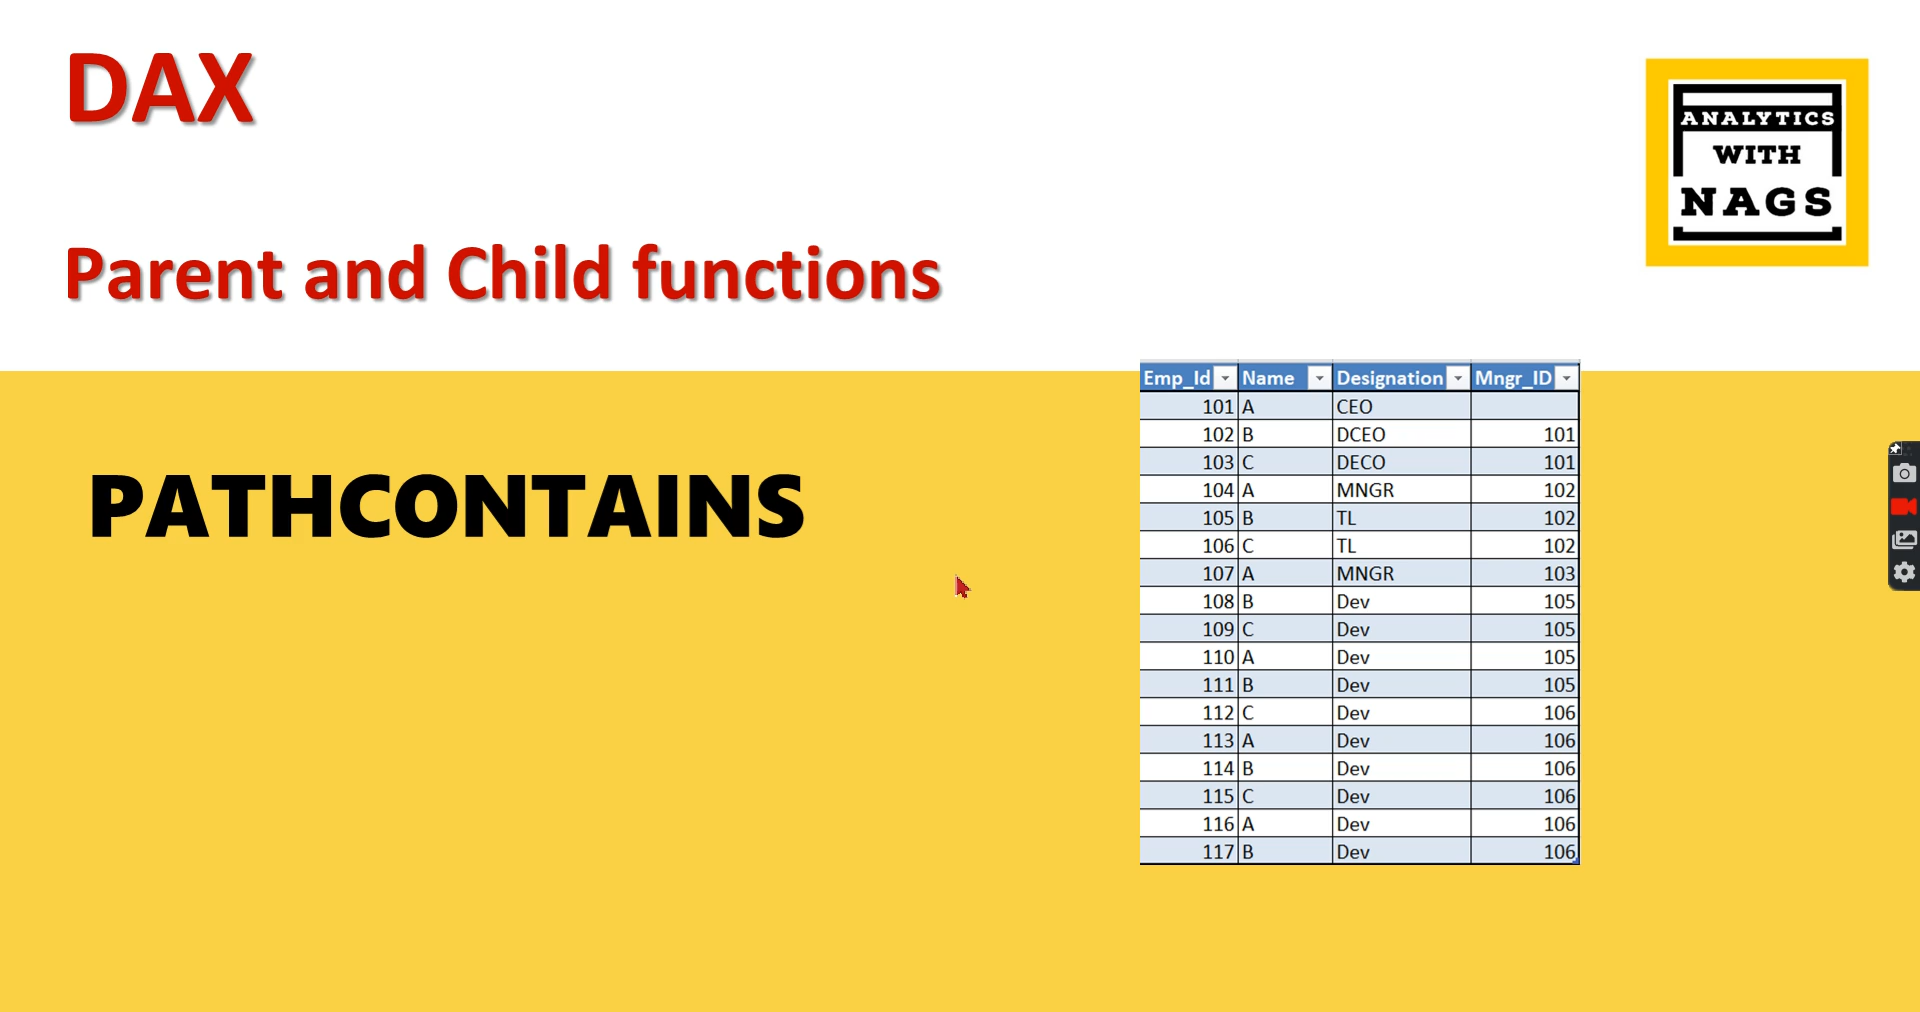 DAX
ANALYTICS
WITH
NAGS
Parent and Child functions
PATHCONTAINS
Emp_Id Name Designation Mngr_ID
101 A CEO
102 B DCEO 101
103 C DECO 101
104 A MNGR 102
105 B TL 102
106 C TL 102
107 A MNGR 103
108 B Dev 105
109 C Dev 105
110 A Dev 105
111 B Dev 105
112 C Dev 106
113 A Dev 106
114 B Dev 106
115 C Dev 106
116 A Dev 106
117 B Dev 106